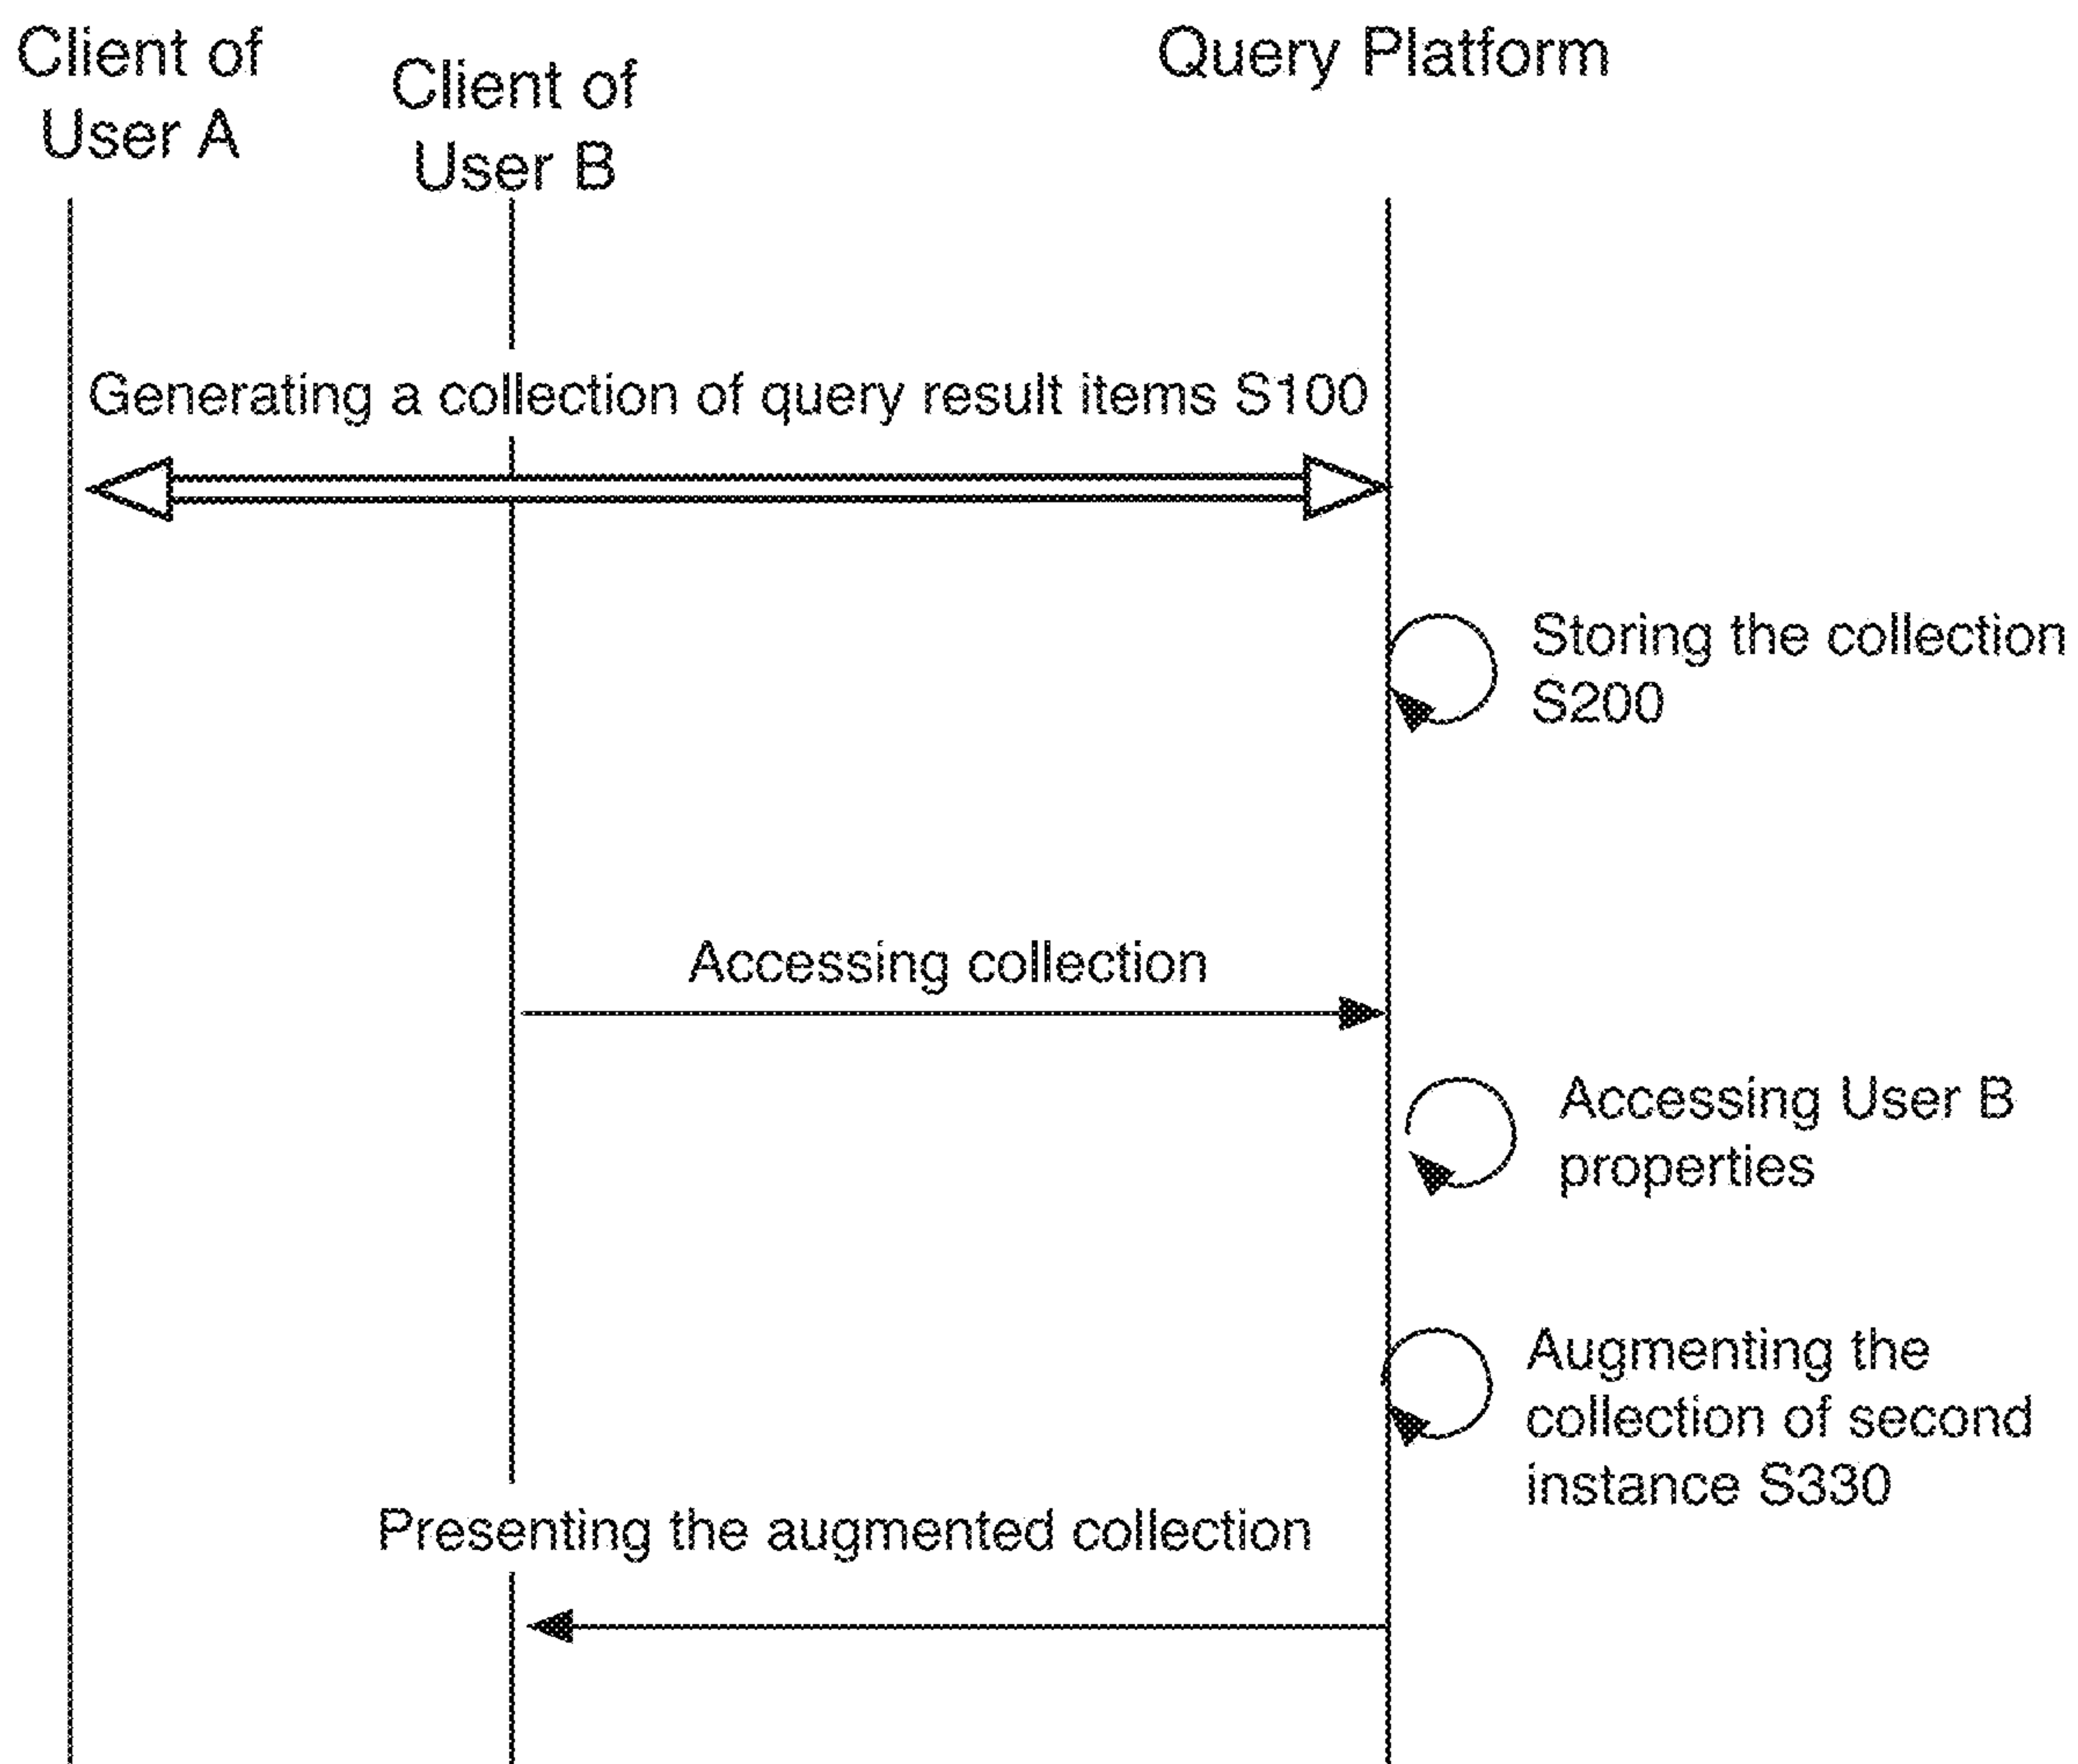 Client of
User A
Client of
User B
Query Platform
Generating a collection of query result items S100
Storing the collection
S200
Accessing collection
Accessing User B
properties
Augmenting the
collection of second
instance S330
Presenting the augmented collection